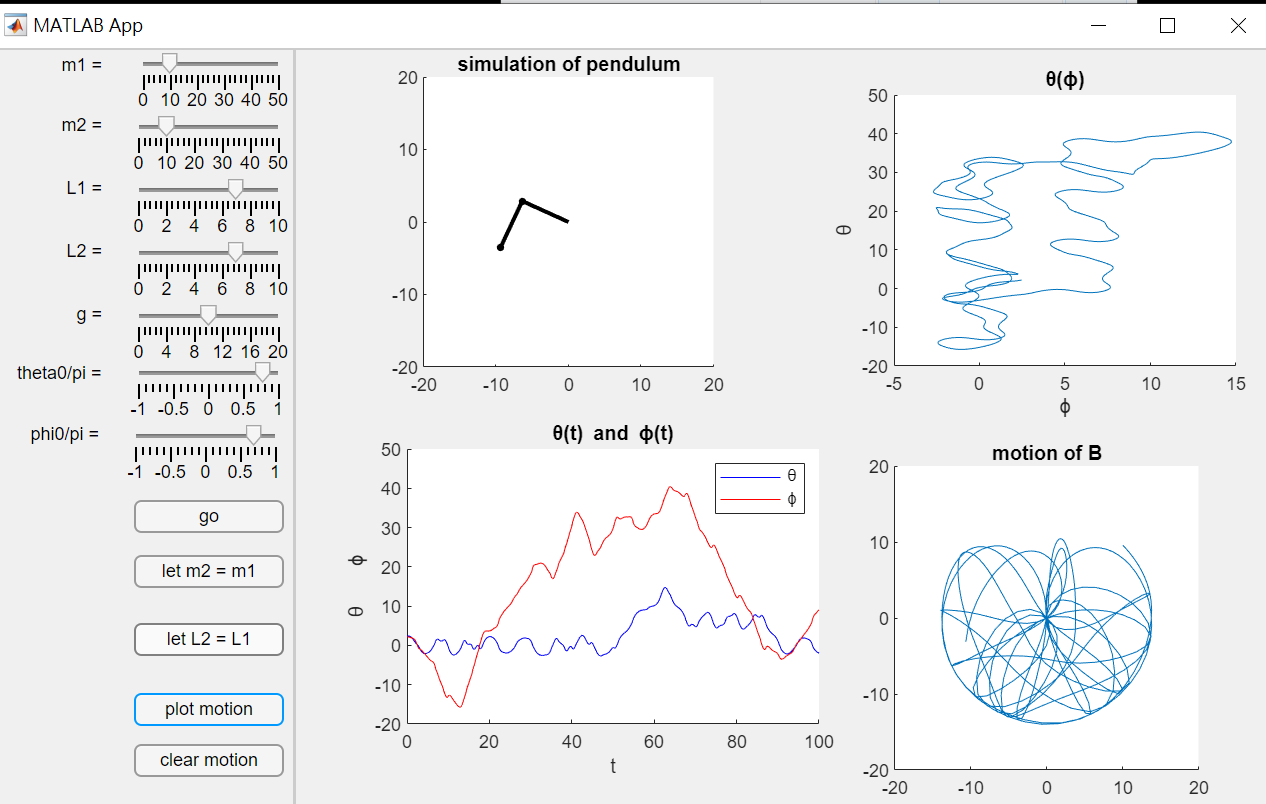 MATLAB App
m1 =
0 10 20 30 40 50
m2 =
0 10 20 30 40 50
L1 =
0 2 4 6 8 10
L2 =
0 2 4 6 8 10
g =
0 4 8 12 16 20
theta0/pi =
-1 -0.5 0 0.5 1
phi0/pi =
-1 -0.5 0 0.5 1
go
let m2 = m1
let L2 = L1
plot motion
clear motion
simulation of pendulum
20
10
0
-10
-20
-20 -10 0 10 20
θ(ϕ)
50
40
30
20
10
0
-10
-20
θ
-5 0 5 10 15
ϕ
θ(t) and ϕ(t)
50
40
30
20
10
0
-10
-20
θ ϕ
θ
ϕ
0 20 40 60 80 100
t
motion of B
20
10
0
-10
-20
-20 -10 0 10 20